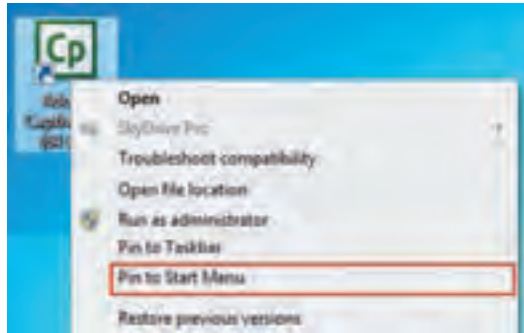 Cp
Open
SkyDrive Pro
Troubleshoot compatibility
Open file location
Run as administrator
Pin to Taskbar
Pin to Start Menu
Restore previous versions